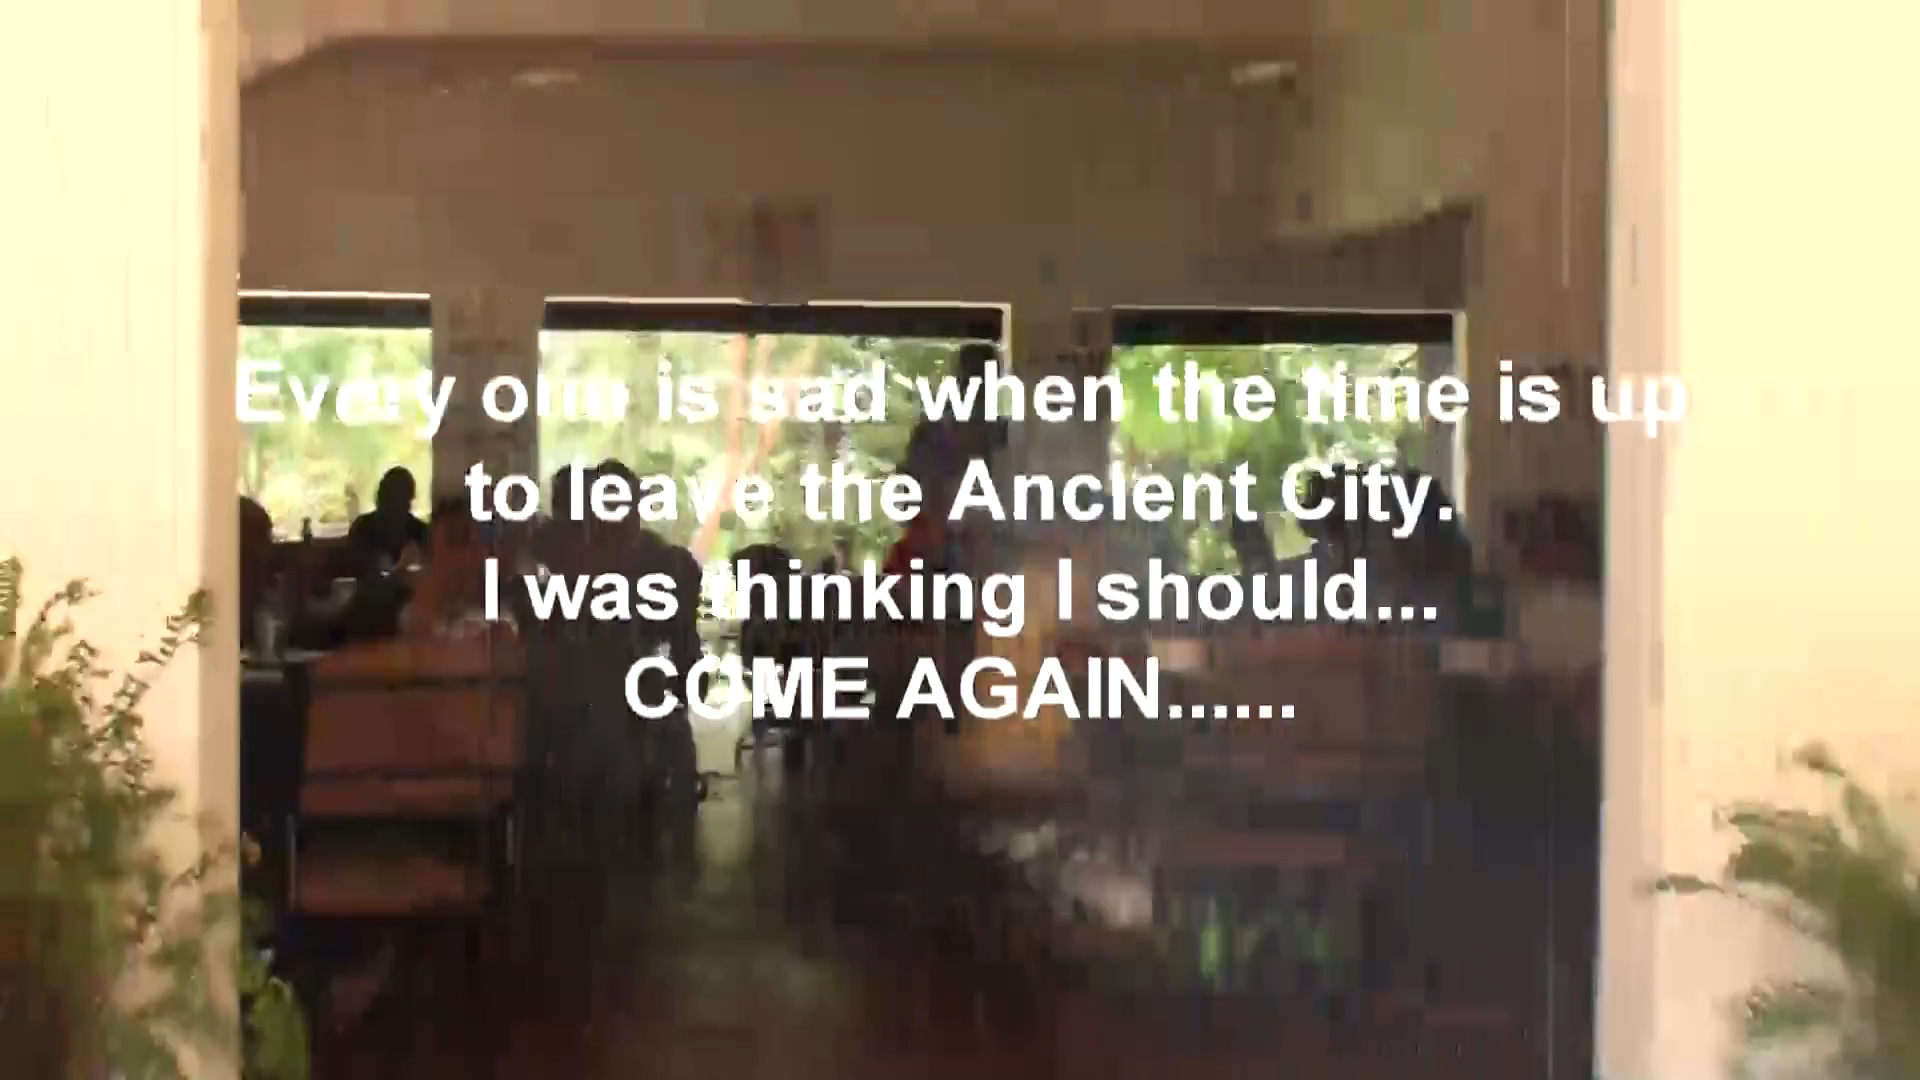 Every one is sad when the time is up
to leave the Ancient City.
I was thinking I should...
COME AGAIN......